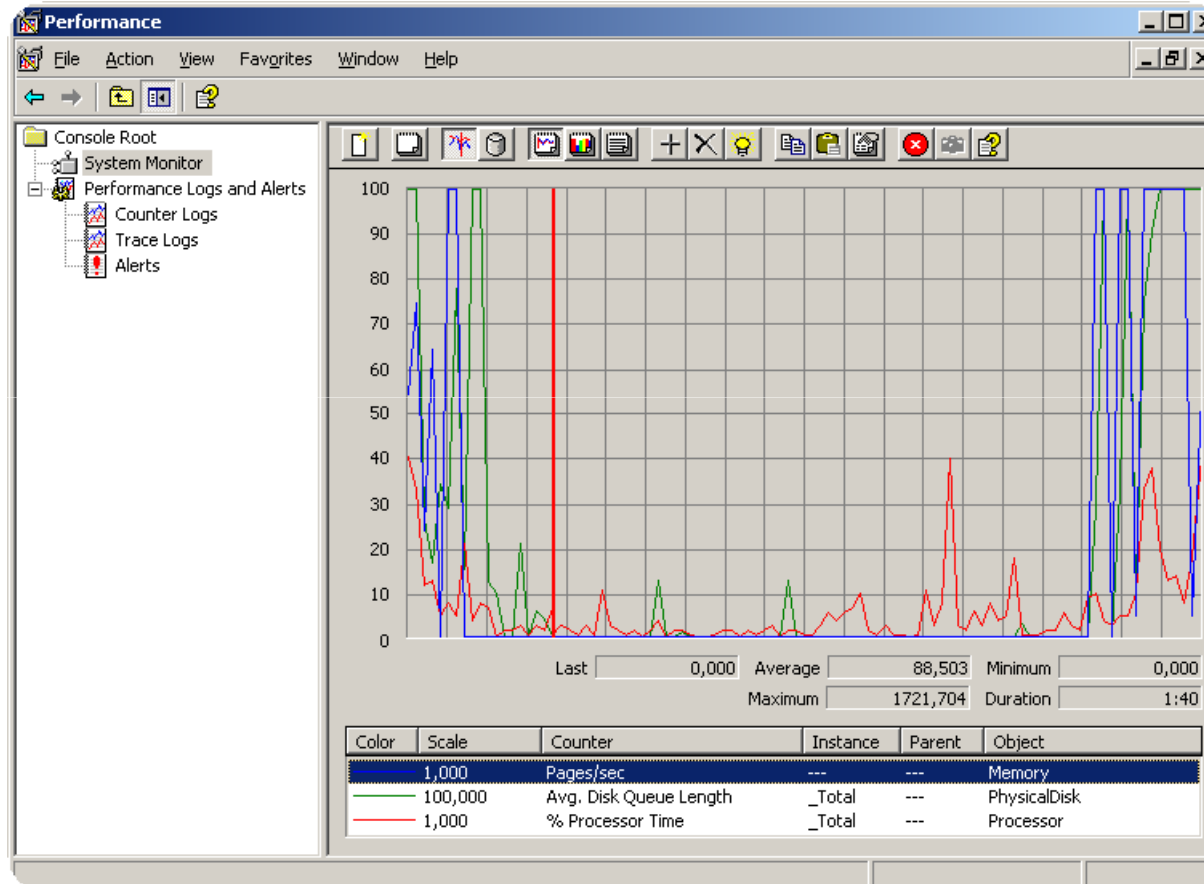 Performance
File Action View Favorites Window Help
Console Root
System Monitor
Performance Logs and Alerts
Counter Logs
Trace Logs
Alerts
100
90
80
70
60
50
40
30
20
10
0
Last 0,000 Average 88,503 Minimum 0,000
Maximum 1721,704 Duration 1:40
Color Scale Counter Instance Parent Object
1,000 Pages/sec --- --- Memory
100,000 Avg. Disk Queue Length _Total --- PhysicalDisk
1,000 % Processor Time _Total --- Processor